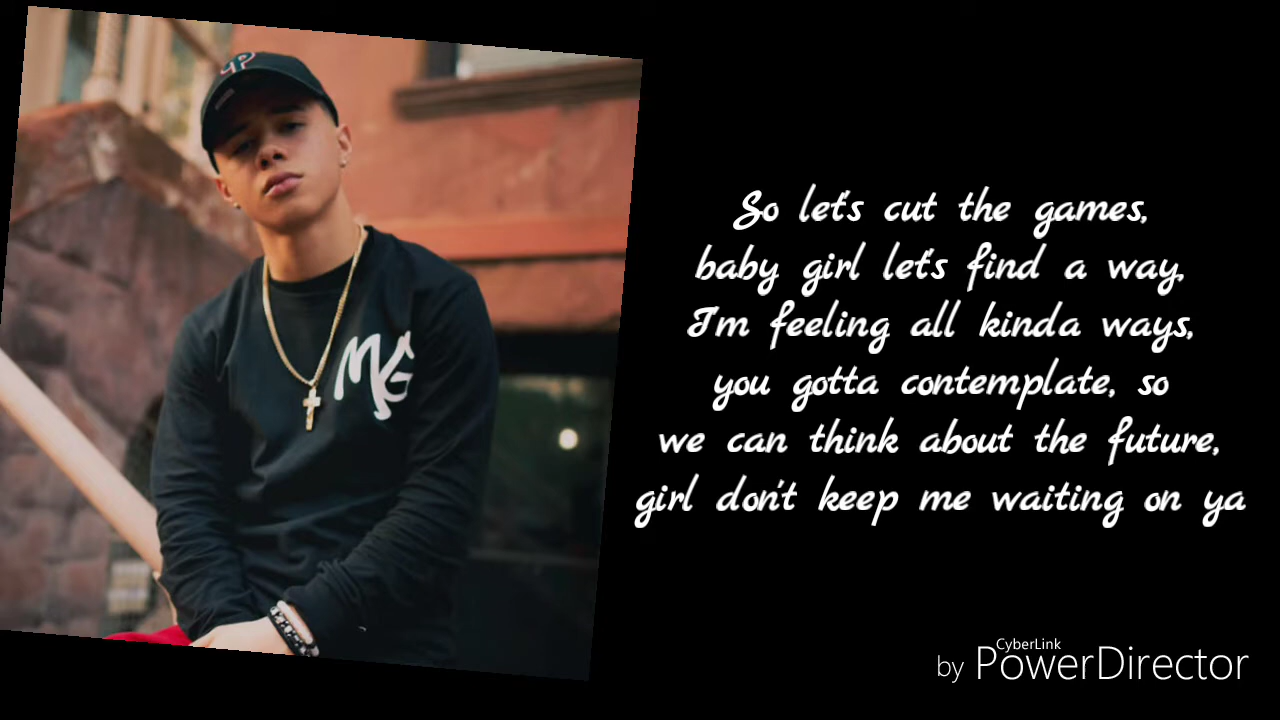 So let's cut the games,
baby girl let's find a way,
I'm feeling all kinda ways,
you gotta contemplate, so
we can think about the future,
girl don't keep me waiting on ya
MG
P
CyberLink
by PowerDirector